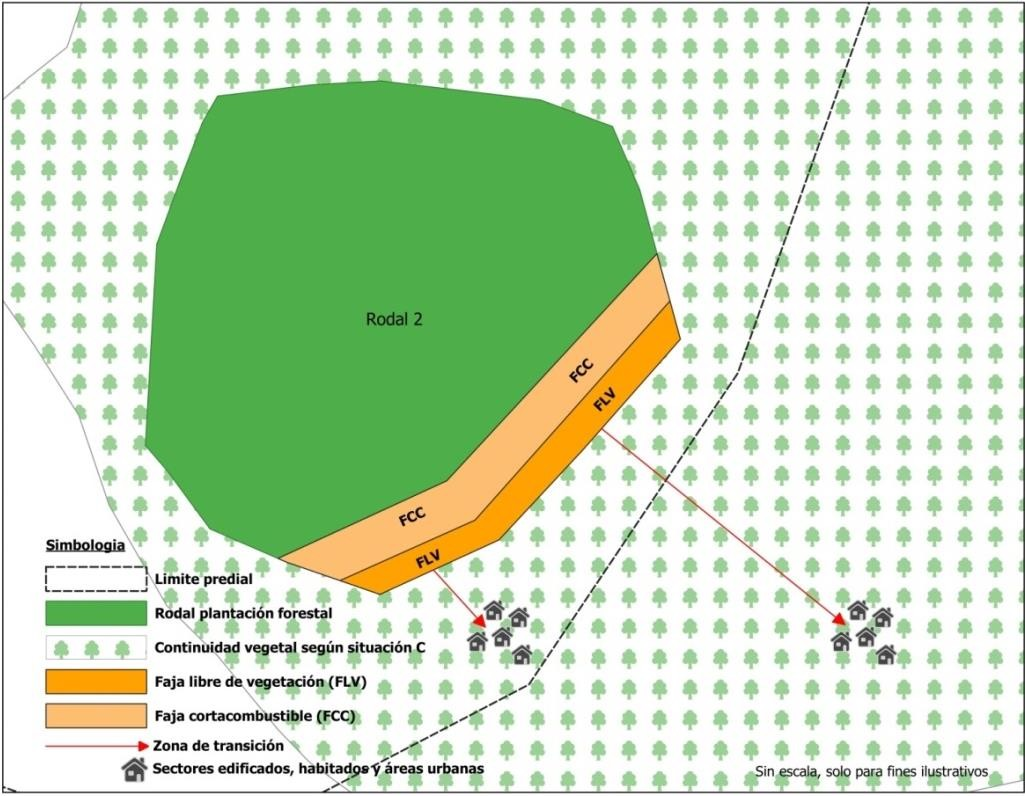 Rodal 2
FCC
FLV
FCC
FLV
Simbologia
Limite predial
Rodal plantación forestal
Continuidad vegetal según situación C
Faja libre de vegetación (FLV)
Faja cortacombustible (FCC)
Zona de transición
Sectores edificados, habitados y áreas urbanas
Sin escala, solo para fines ilustrativos